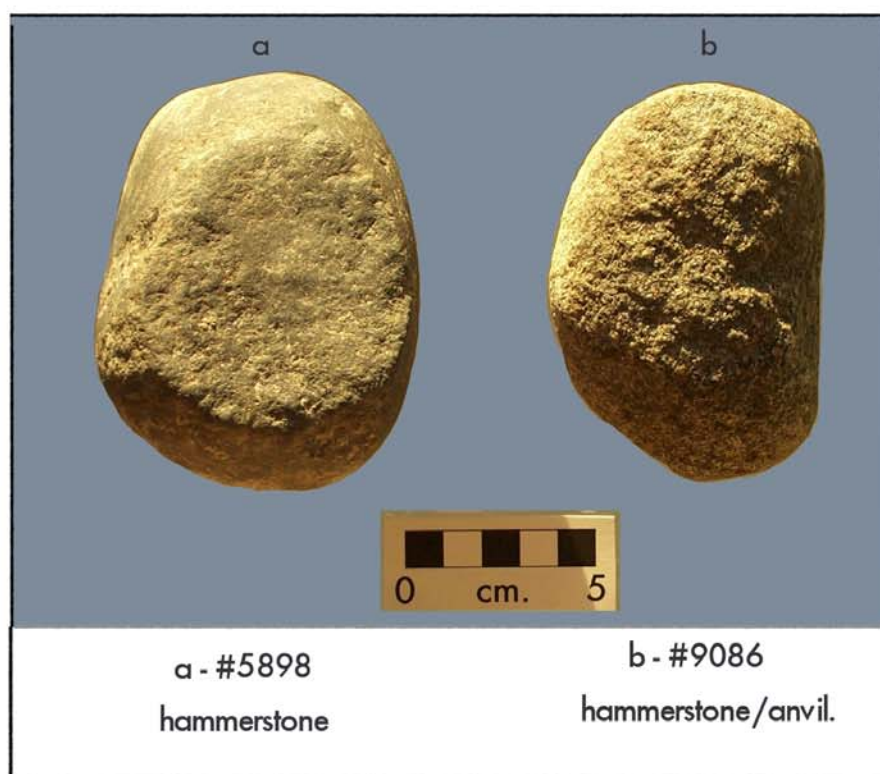 a
b
0 cm. 5
a - #5898
hammerstone
b - #9086
hammerstone/anvil.